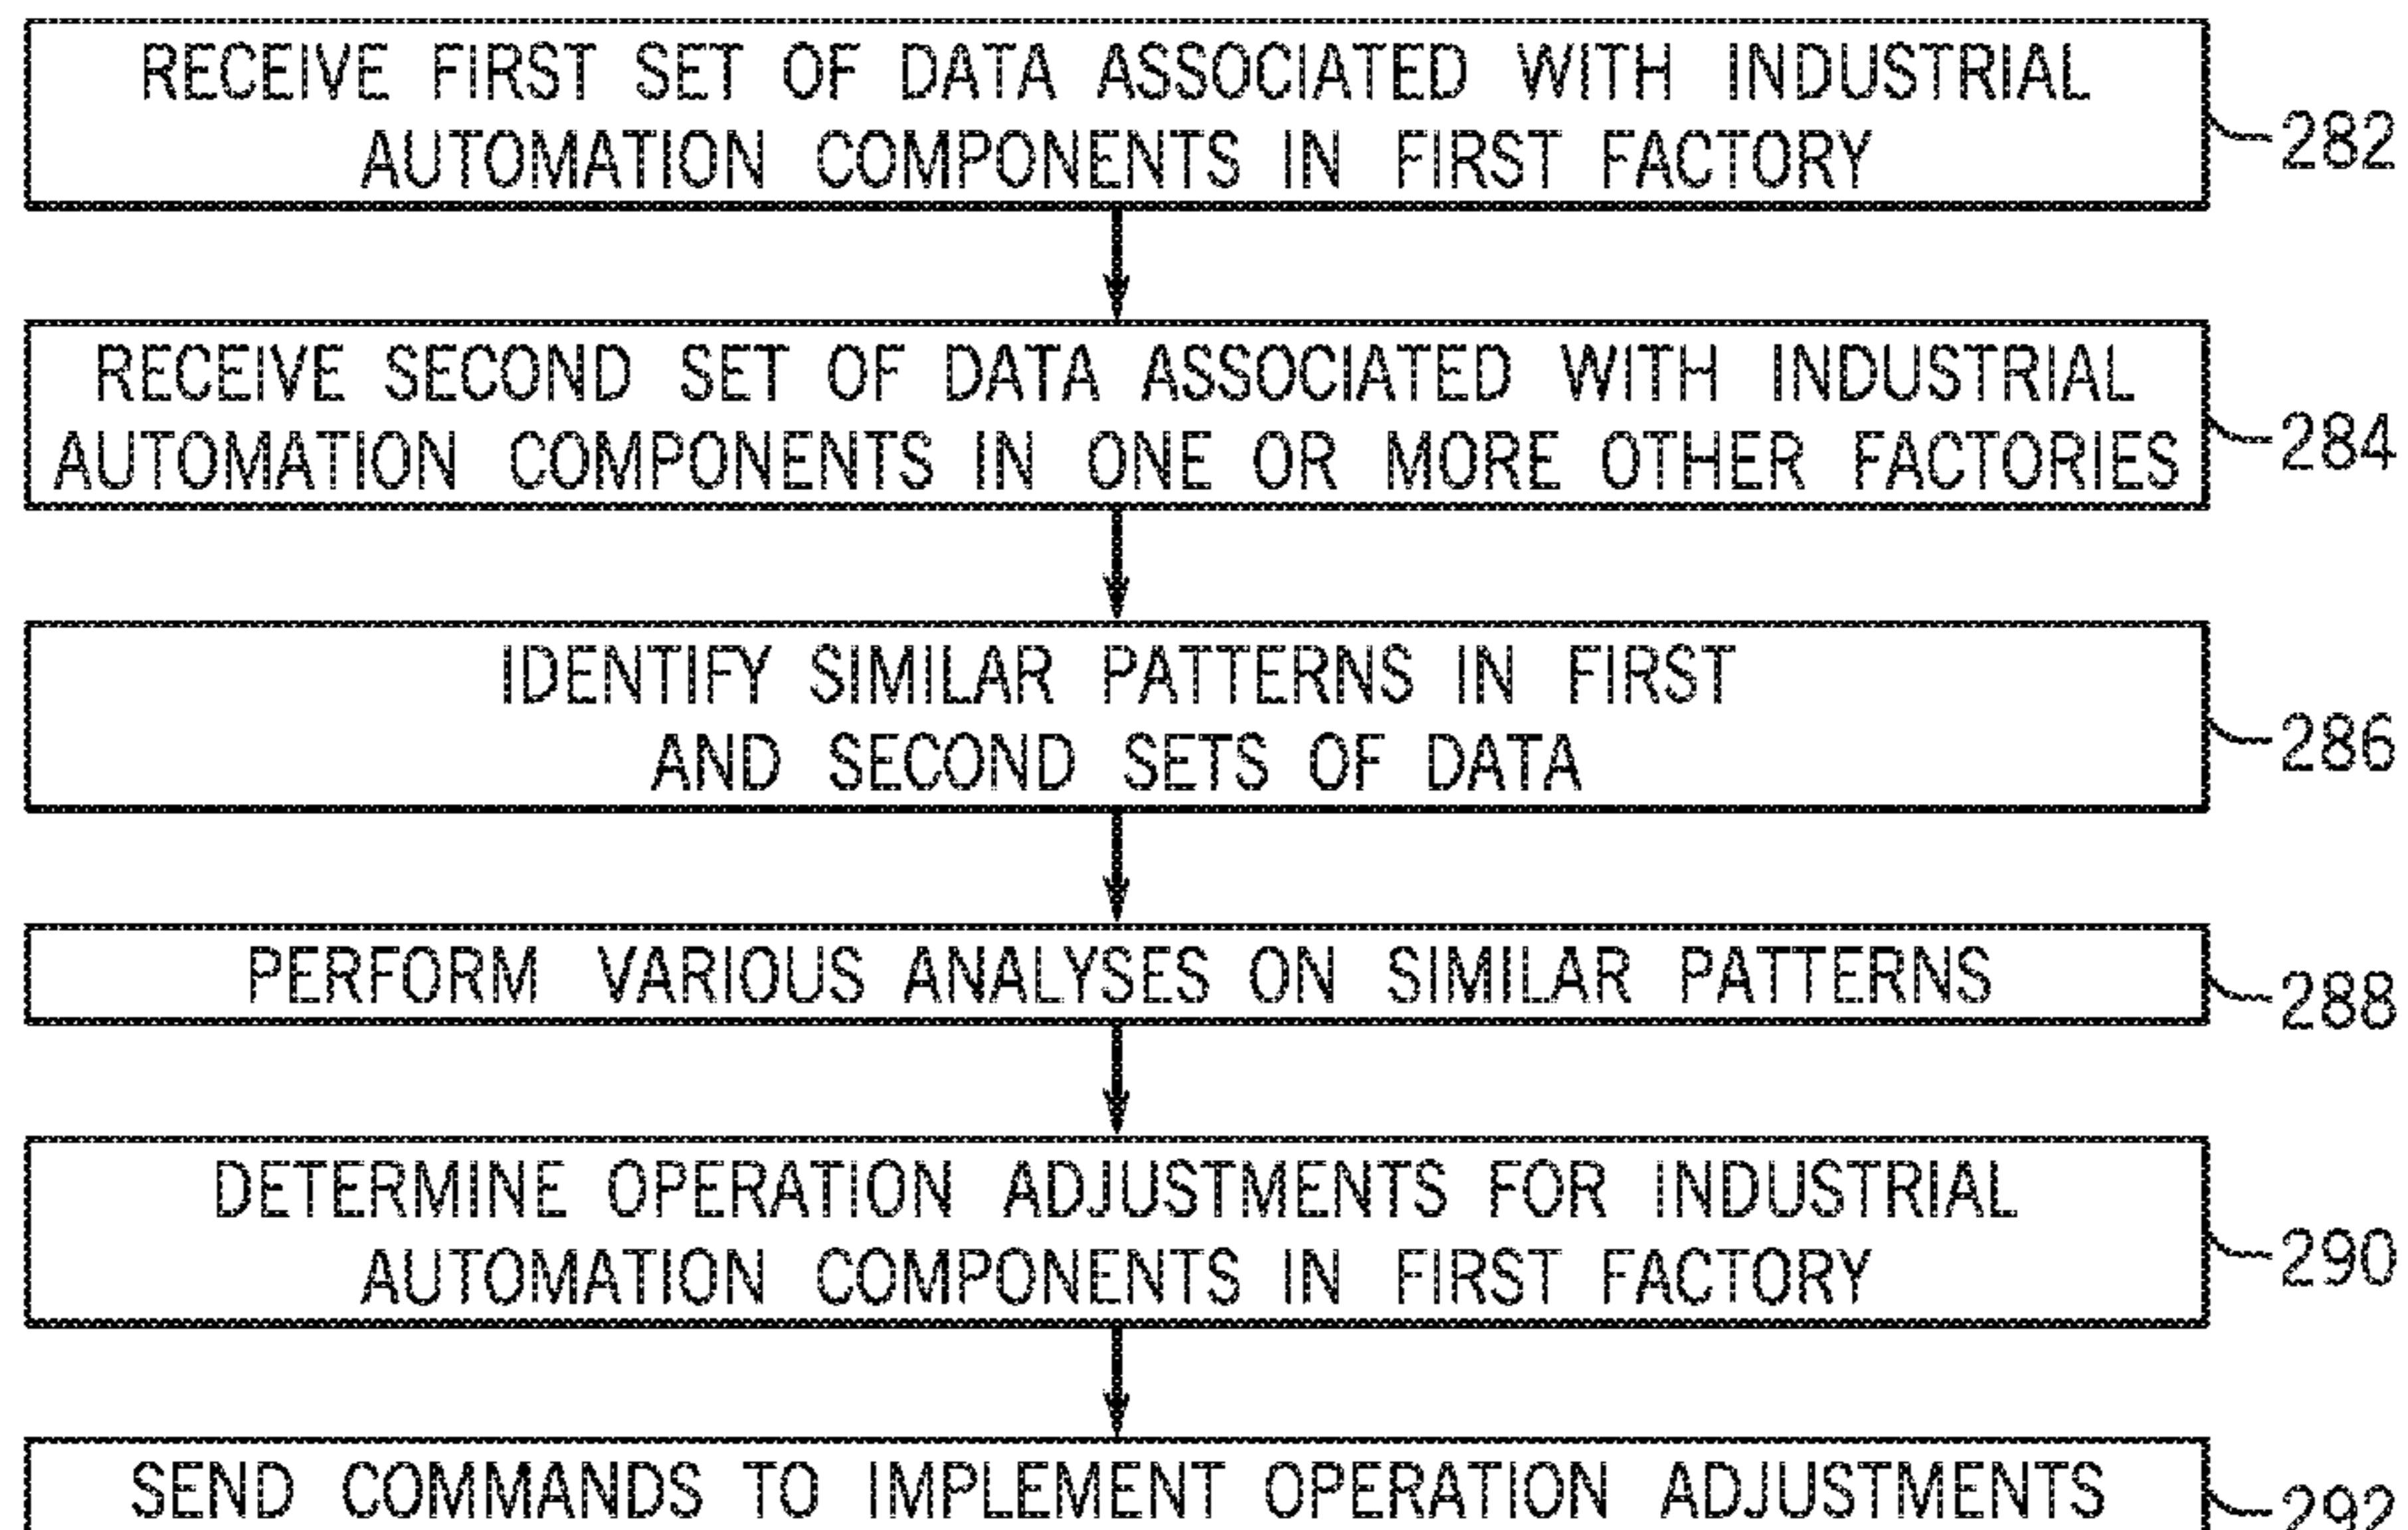 RECEIVE FIRST SET OF DATA ASSOCIATED WITH INDUSTRIAL
AUTOMATION COMPONENTS IN FIRST FACTORY
282
RECEIVE SECOND SET OF DATA ASSOCIATED WITH INDUSTRIAL
AUTOMATION COMPONENTS IN ONE OR MORE OTHER FACTORIES
284
IDENTIFY SIMILAR PATTERNS IN FIRST
AND SECOND SETS OF DATA
286
PERFORM VARIOUS ANALYSES ON SIMILAR PATTERNS
288
DETERMINE OPERATION ADJUSTMENTS FOR INDUSTRIAL
AUTOMATION COMPONENTS IN FIRST FACTORY
290
SEND COMMANDS TO IMPLEMENT OPERATION ADJUSTMENTS
292